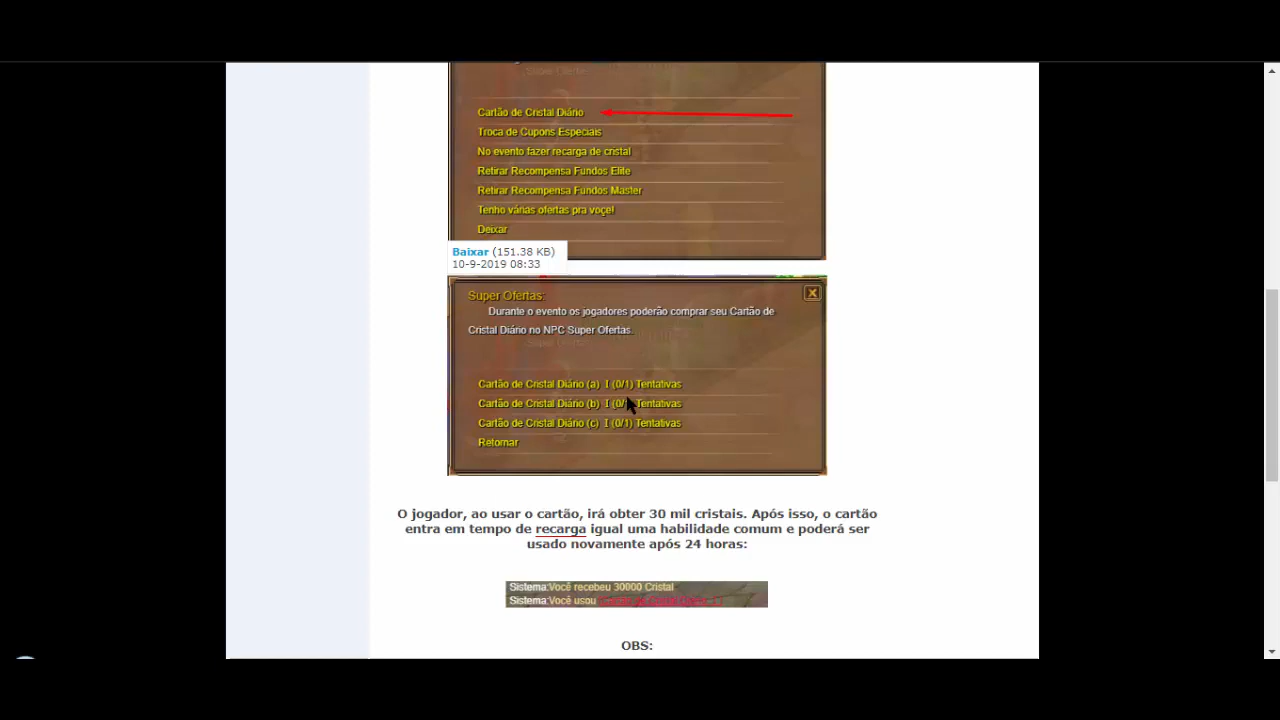 Cartão de Cristal Diário
Troca de Cupons Especiais
No evento fazer recarga de cristal
Retirar Recompensa Fundos Elite
Retirar Recompensa Fundos Master
Tenho várias ofertas pra voçe!
Deixar
Baixar (151.38 KB)
10-9-2019 08:33
Super Ofertas:
Durante o evento os jogadores poderão comprar seu Cartão de
Cristal Diário no NPC Super Ofertas.
Cartão de Cristal Diário (a) I (0/1) Tentativas
Cartão de Cristal Diário (b) I (0/ Tentativas
Cartão de Cristal Diário (c) I (0/1) Tentativas
Retornar
O jogador, ao usar o cartão, irá obter 30 mil cristais. Após isso, o cartão
entra em tempo de recarga igual uma habilidade comum e poderá ser
usado novamente após 24 horas:
Sistema:Você recebeu 30000 Cristal
Sistema:Você usou
OBS: